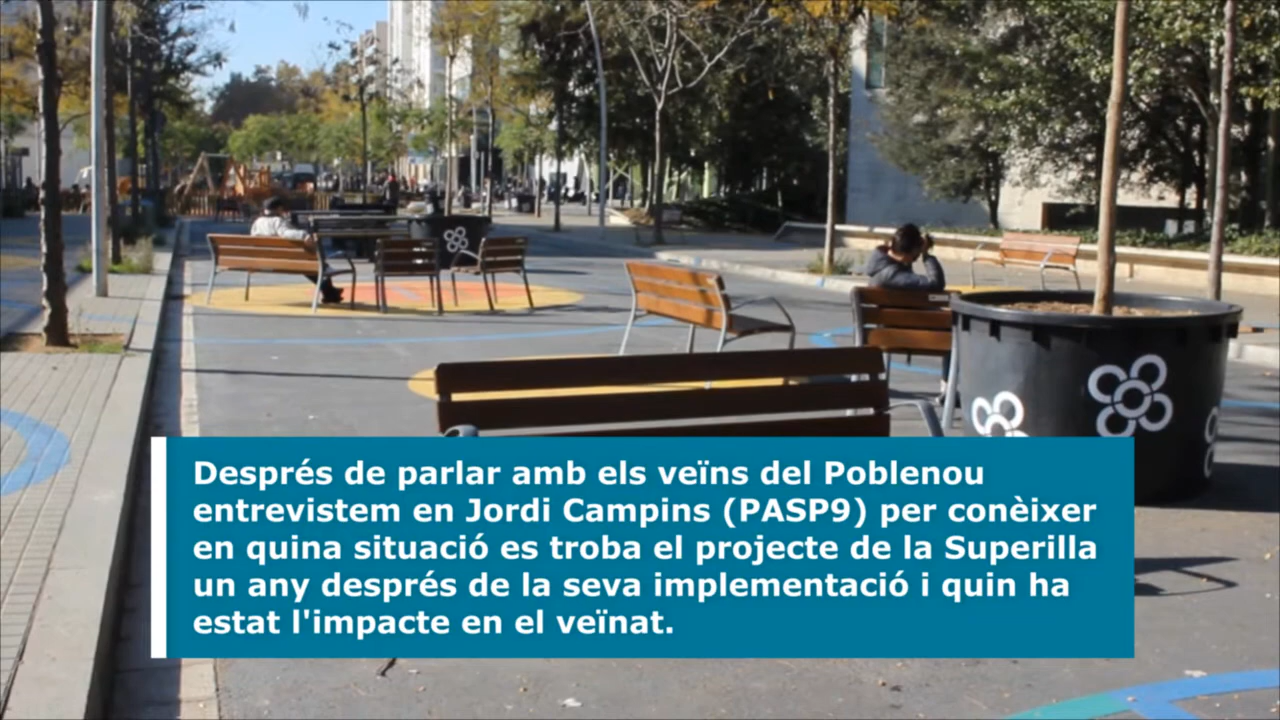 Després de parlar amb els veïns del Poblenou
entrevistem en Jordi Campins (PASP9) per conèixer
en quina situació es troba el projecte de la Superilla
un any després de la seva implementació i quin ha
estat l'impacte en el veïnat.